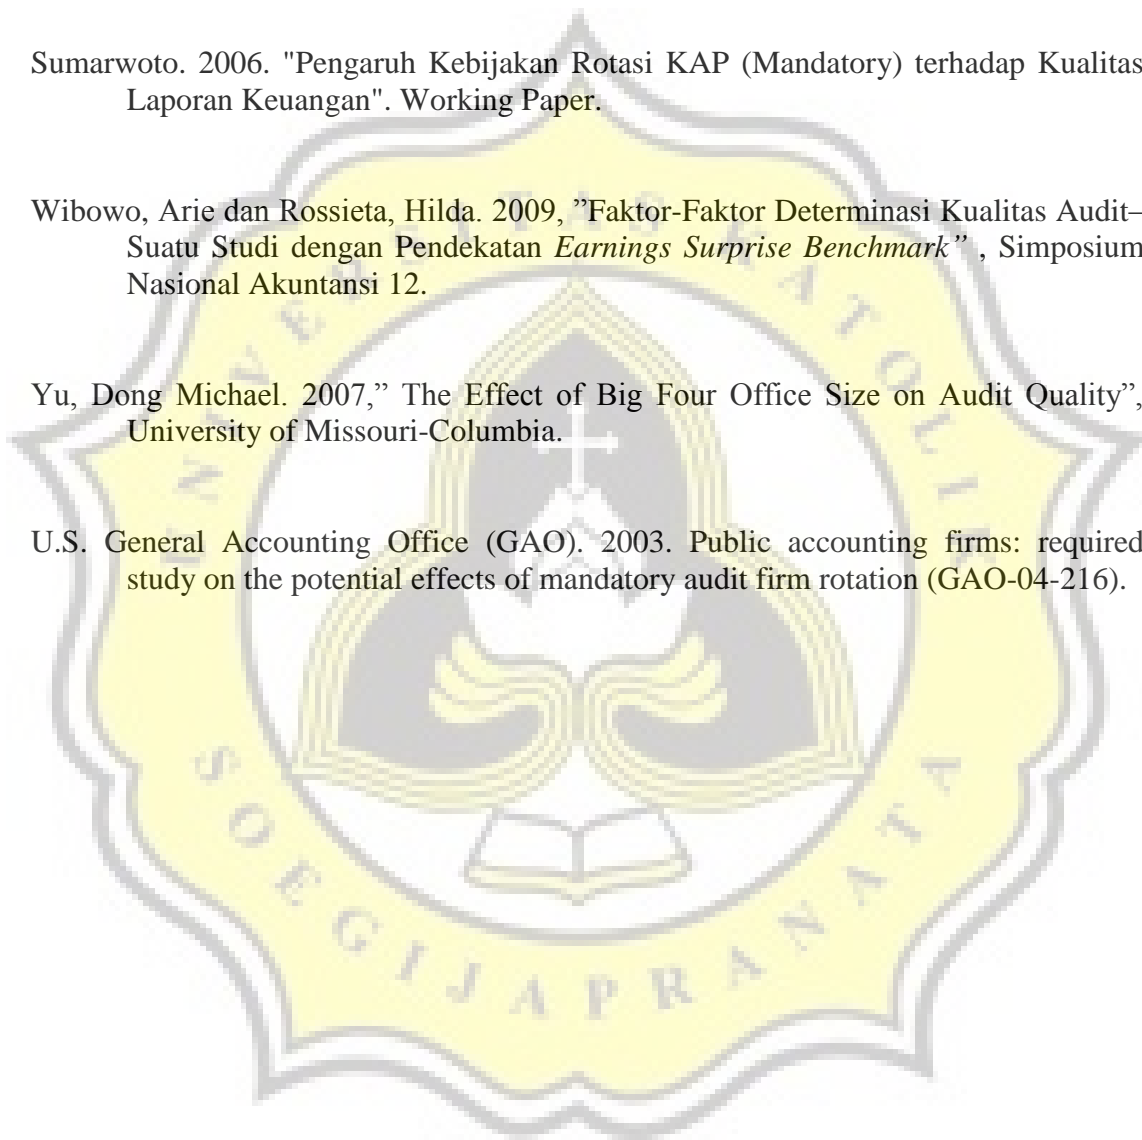 Sumarwoto. 2006. "Pengaruh Kebijakan Rotasi KAP (Mandatory) terhadap Kualitas
Laporan Keuangan". Working Paper.
Wibowo, Arie dan Rossieta, Hilda. 2009, ”Faktor-Faktor Determinasi Kualitas Audit–
Suatu Studi dengan Pendekatan Earnings Surprise Benchmark” , Simposium
Nasional Akuntansi 12.
Yu, Dong Michael. 2007,” The Effect of Big Four Office Size on Audit Quality”,
University of Missouri-Columbia.
U.S. General Accounting Office (GAO). 2003. Public accounting firms: required
study on the potential effects of mandatory audit firm rotation (GAO-04-216).
UNIVERSITAS KATOLIK
SOEGIJAPRANATA